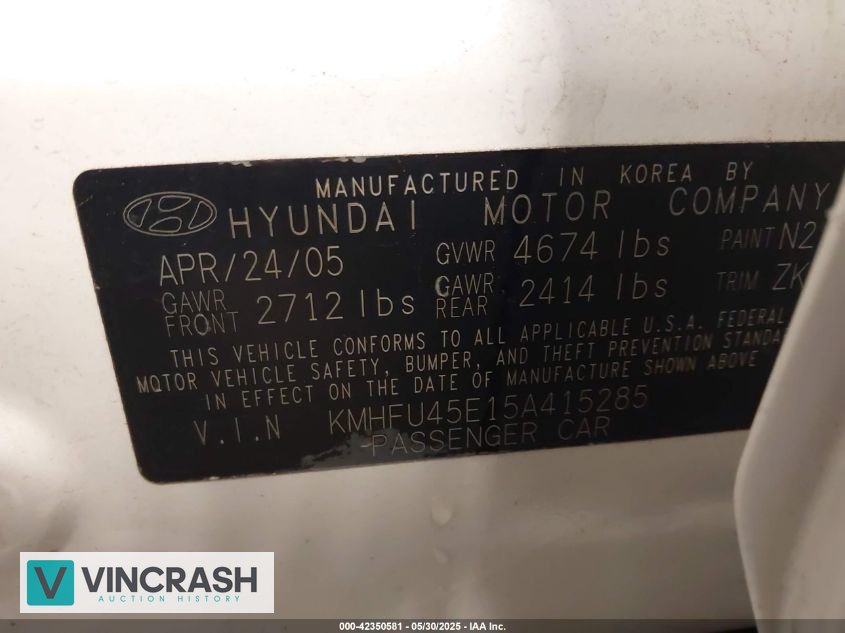 MANUFACTURED IN KOREA BY
HYUNDAI MOTOR COMPANY
APR/24/05 GVWR 4674 lbs PAINT N2
GAWR FRONT 2712 lbs GAWR REAR 2414 lbs TRIM ZK
THIS VEHICLE CONFORMS TO ALL APPLICABLE U.S.A. FEDERAL
MOTOR VEHICLE SAFETY, BUMPER, AND THEFT PREVENTION STANDA
IN EFFECT ON THE DATE OF MANUFACTURE SHOWN ABOVE
V.I.N KMHFU45E15A415285
PASSENGER CAR
V VINCRASH
AUCTION HISTORY
000-42350581 - 05/30/2025 - IAA Inc.